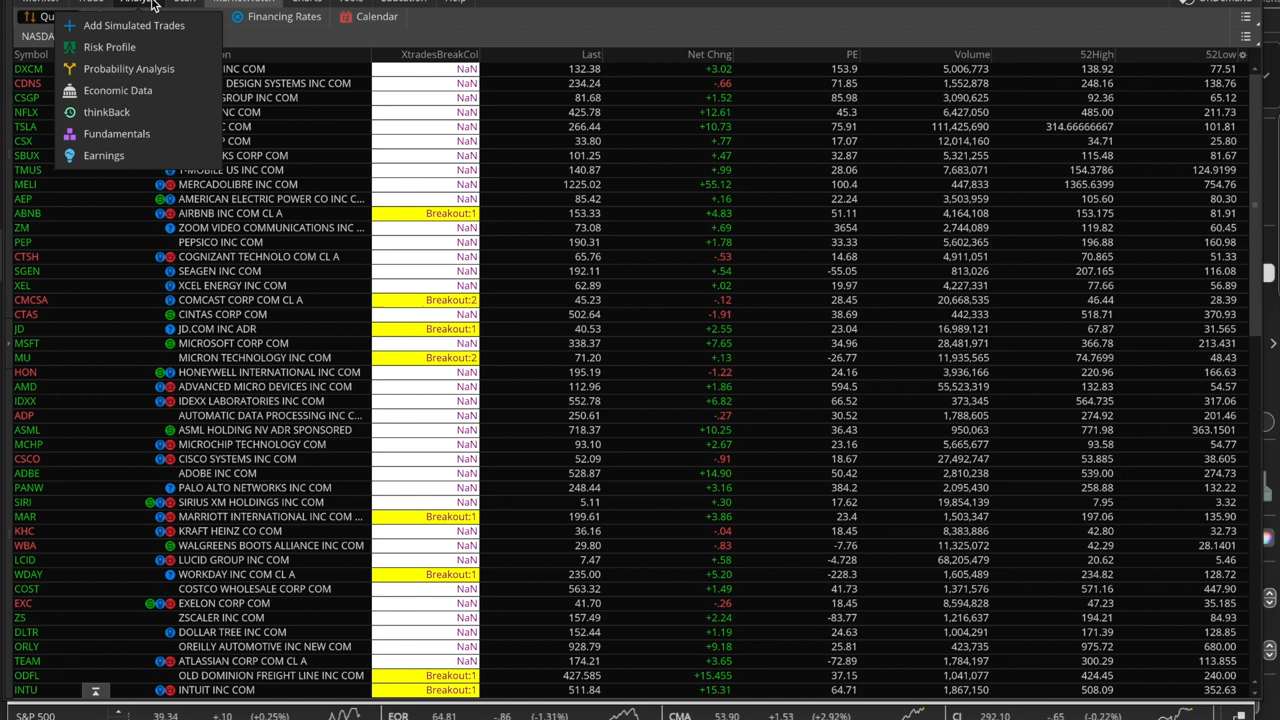 Financing Rates Calendar
Add Simulated Trades
Risk Profile
Probability Analysis
Economic Data
thinkBack
Fundamentals
Earnings
NASDA
Symbol XtradesBreakCol Last Net Chng PE Volume 52High 52Low
DXCM INC COM NaN 132.38 +3.02 153.9 5,006,773 138.92 77.51
CDNS DESIGN SYSTEMS INC COM NaN 234.24 -.66 71.85 1,552,878 248.16 138.76
CSGP GROUP INC COM NaN 81.68 +1.52 85.98 3,090,625 92.36 65.12
NFLX INC COM NaN 425.78 +12.61 45.3 6,427,050 485.00 211.73
TSLA INC COM NaN 266.44 +10.73 75.91 111,425,690 314.66666667 101.81
CSX RP COM NaN 33.80 +.77 17.07 12,014,160 34.71 25.80
SBUX KS CORP COM NaN 101.25 +.47 32.87 5,321,255 115.48 81.67
TMUS T-MOBILE US INC COM NaN 140.87 +.99 28.06 7,683,071 154.3786 124.9199
MELI MERCADOLIBRE INC COM NaN 1225.02 +55.12 100.4 447,833 1365.6399 754.76
AEP AMERICAN ELECTRIC POWER CO INC C... NaN 85.42 +.16 22.24 3,503,959 105.60 80.30
ABNB AIRBNB INC COM CL A Breakout:1 153.33 +4.83 51.11 4,164,108 153.175 81.91
ZM ZOOM VIDEO COMMUNICATIONS INC ... NaN 73.08 +.69 3654 2,744,089 119.82 60.45
PEP PEPSICO INC COM NaN 190.31 +1.78 33.33 5,602,365 196.88 160.98
CTSH COGNIZANT TECHNOLO COM CL A NaN 65.76 -.53 14.68 4,911,051 70.865 51.33
SGEN SEAGEN INC COM NaN 192.11 +.54 -55.05 813,026 207.165 116.08
XEL XCEL ENERGY INC COM NaN 62.89 +.02 19.97 4,227,331 77.66 56.89
CMCSA COMCAST CORP COM CL A Breakout:2 45.23 -.12 28.45 20,668,535 46.44 28.39
CTAS CINTAS CORP COM NaN 502.64 -1.91 38.69 442,333 518.71 370.93
JD JD.COM INC ADR Breakout:1 40.53 +2.55 23.04 16,989,121 67.87 31.565
MSFT MICROSOFT CORP COM NaN 338.37 +7.65 34.96 28,481,971 366.78 213.431
MU MICRON TECHNOLOGY INC COM Breakout:2 71.20 +.13 -26.77 11,935,565 74.7699 48.43
HON HONEYWELL INTERNATIONAL INC COM NaN 195.19 -1.22 24.16 3,936,166 220.96 166.63
AMD ADVANCED MICRO DEVICES INC COM NaN 112.96 +1.86 594.5 55,523,319 132.83 54.57
IDXX IDEXX LABORATORIES INC COM NaN 552.78 +6.82 66.52 373,345 564.735 317.06
ADP AUTOMATIC DATA PROCESSING INC C... NaN 250.61 -.27 30.52 1,788,605 274.92 201.46
ASML ASML HOLDING NV ADR SPONSORED NaN 718.37 +10.25 36.43 950,450 771.98 363.1501
MCHP MICROCHIP TECHNOLOGY COM NaN 93.10 +2.67 23.16 5,665,677 93.58 54.77
CSCO CISCO SYSTEMS INC COM NaN 52.09 -.91 18.67 27,492,747 53.885 38.605
ADBE ADOBE INC COM NaN 528.87 +14.90 50.42 2,810,238 539.00 274.73
PANW PALO ALTO NETWORKS INC COM NaN 248.44 +3.16 384.2 2,095,430 258.88 132.22
SIRI SIRIUS XM HOLDINGS INC COM NaN 5.11 +.30 17.62 19,854,139 7.95 3.32
MAR MARRIOTT INTERNATIONAL INC COM ... Breakout:1 199.61 +3.86 23.4 1,503,347 197.06 135.90
KHC KRAFT HEINZ CO COM NaN 36.16 -.04 18.45 8,383,886 42.80 32.73
WBA WALGREENS BOOTS ALLIANCE INC COM NaN 29.80 -.83 -7.76 11,325,072 42.29 28.1401
LCID LUCID GROUP INC COM NaN 7.47 +.58 -4.728 68,205,479 20.62 5.46
WDAY WORKDAY INC COM CL A Breakout:1 235.00 +5.20 -228.3 1,605,489 234.82 128.72
COST COSTCO WHOLESALE CORP COM NaN 563.32 +1.49 41.73 1,371,576 571.16 447.90
EXC EXELON CORP COM NaN 41.70 -.26 18.45 8,594,828 47.23 35.185
ZS ZSCALER INC COM NaN 157.49 +2.24 -83.77 1,216,637 194.21 84.93
DLTR DOLLAR TREE INC COM NaN 152.44 +1.19 24.63 1,004,291 171.39 128.85
ORLY OREILLY AUTOMOTIVE INC NEW COM NaN 928.79 +9.18 25.81 423,735 975.72 680.00
TEAM ATLASSIAN CORP COM CL A NaN 174.21 +3.65 -72.89 1,784,197 300.29 113.855
ODFL OLD DOMINION FREIGHT LINE INC COM Breakout:1 427.585 +15.455 37.15 1,041,077 424.45 240.00
INTU INTUIT INC COM Breakout:1 511.84 +15.31 64.71 1,867,150 508.09 352.63
S&P 500 39.34 +.10 (+0.25%) EOR 64.81 -.86 (-1.31%) CMA 53.90 +1.53 (+2.92%) CI 292.10 -.65 (-0.22%)